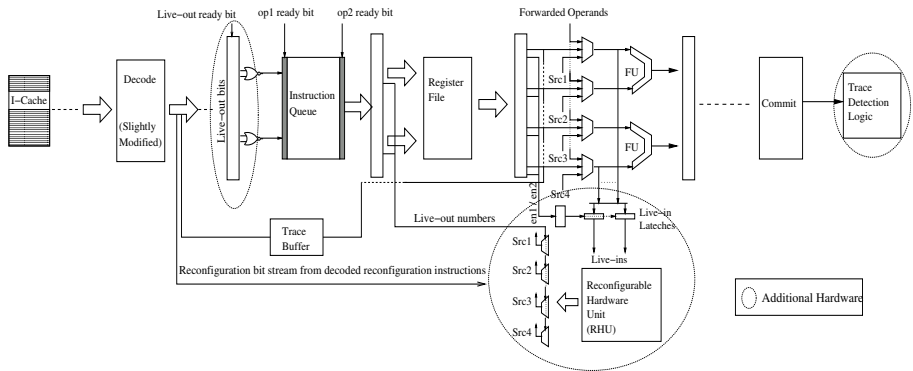 Live-out ready bit
op1 ready bit
op2 ready bit
Forwarded Operands
I-Cache
Decode
(Slightly
Modified)
Live-out bits
Instruction
Queue
Register
File
Src1
Src2
Src3
Src4
FU
FU
Commit
Trace
Detection
Logic
en1 / en2
Live-out numbers
Trace
Buffer
Live-in
Latches
Live-ins
Reconfiguration bit stream from decoded reconfiguration instructions
Src1
Src2
Src3
Src4
Reconfigurable
Hardware
Unit
(RHU)
Additional Hardware